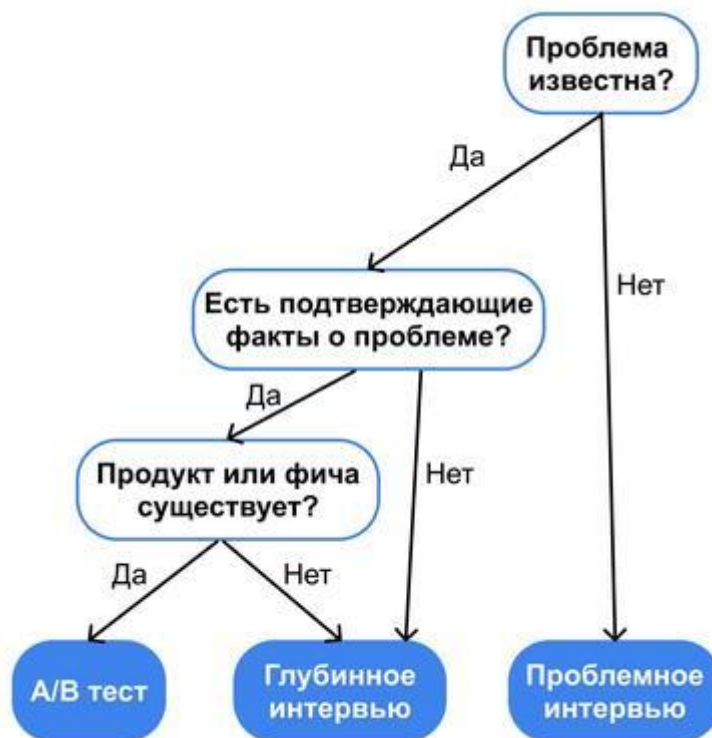 Проблема
известна?
Да
Нет
Есть подтверждающие
факты о проблеме?
Да
Нет
Продукт или фича
существует?
Да
Нет
А/В тест
Глубинное
интервью
Проблемное
интервью